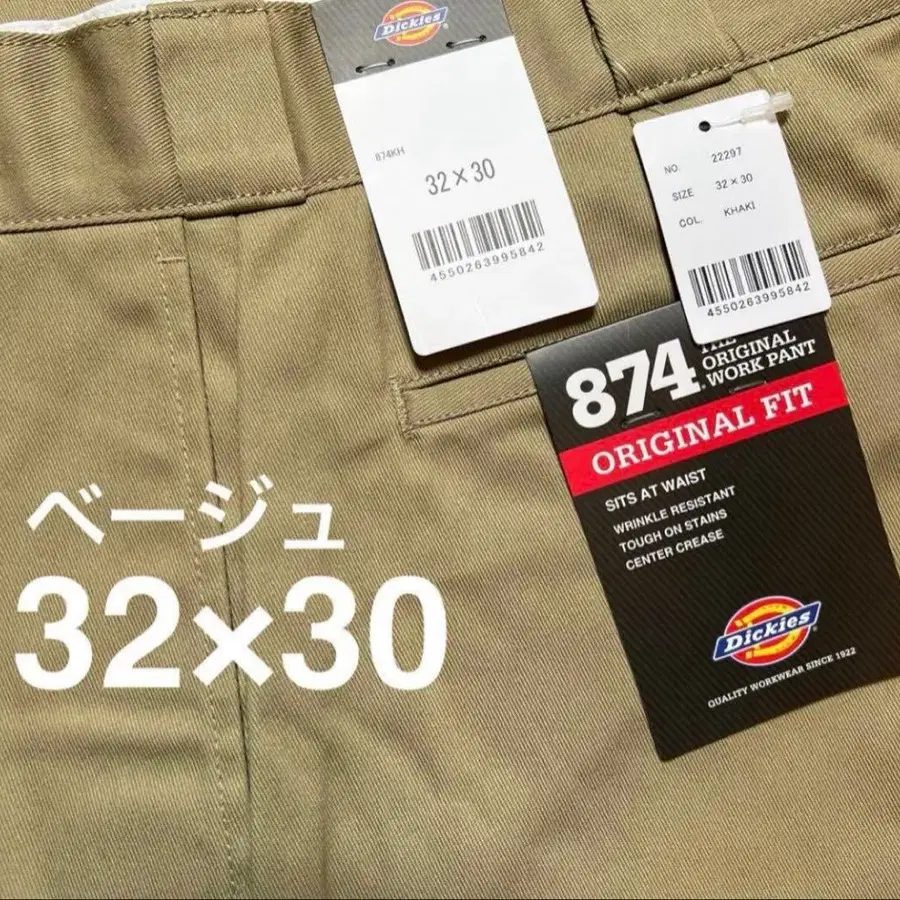 Dickies
874KH
32×30
4550263995842
NO. 22297
SIZE 32×30
COL. KHAKI
4550263995842
874
THE
ORIGINAL
WORK PANT
ORIGINAL FIT
SITS AT WAIST
WRINKLE RESISTANT
TOUGH ON STAINS
CENTER CREASE
Dickies
QUALITY WORKWEAR SINCE 1922
ベージュ
32×30